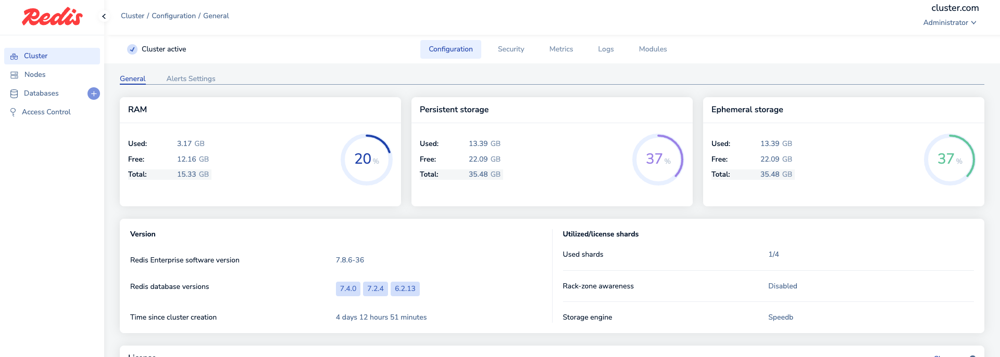 Redis
Cluster / Configuration / General
cluster.com
Administrator
Cluster
Nodes
Databases
Access Control
Cluster active
Configuration
Security
Metrics
Logs
Modules
General
Alerts Settings
RAM
Used: 3.17 GB
Free: 12.16 GB
Total: 15.33 GB
20 %
Persistent storage
Used: 13.39 GB
Free: 22.09 GB
Total: 35.48 GB
37 %
Ephemeral storage
Used: 13.39 GB
Free: 22.09 GB
Total: 35.48 GB
37 %
Version
Redis Enterprise software version 7.8.6-36
Redis database versions 7.4.0 7.2.4 6.2.13
Time since cluster creation 4 days 12 hours 51 minutes
Utilized/license shards
Used shards 1/4
Rack-zone awareness Disabled
Storage engine Speedb
License